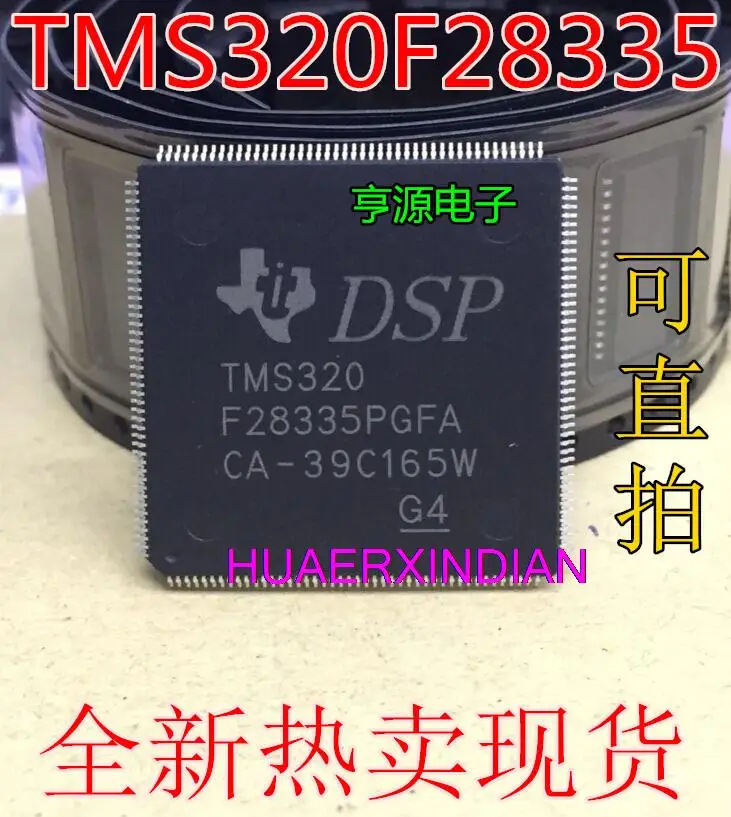 TMS320F28335
亨源电子
DSP
TMS320
F28335PGFA
CA-39C165W
G4
HUAERXINDIAN
可直拍
全新热卖现货